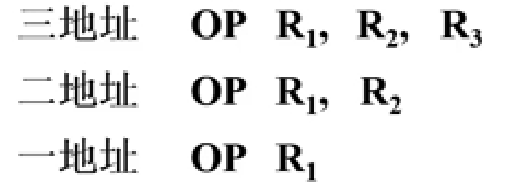 三地址 OP R₁, R₂, R₃
二地址 OP R₁, R₂
一地址 OP R₁